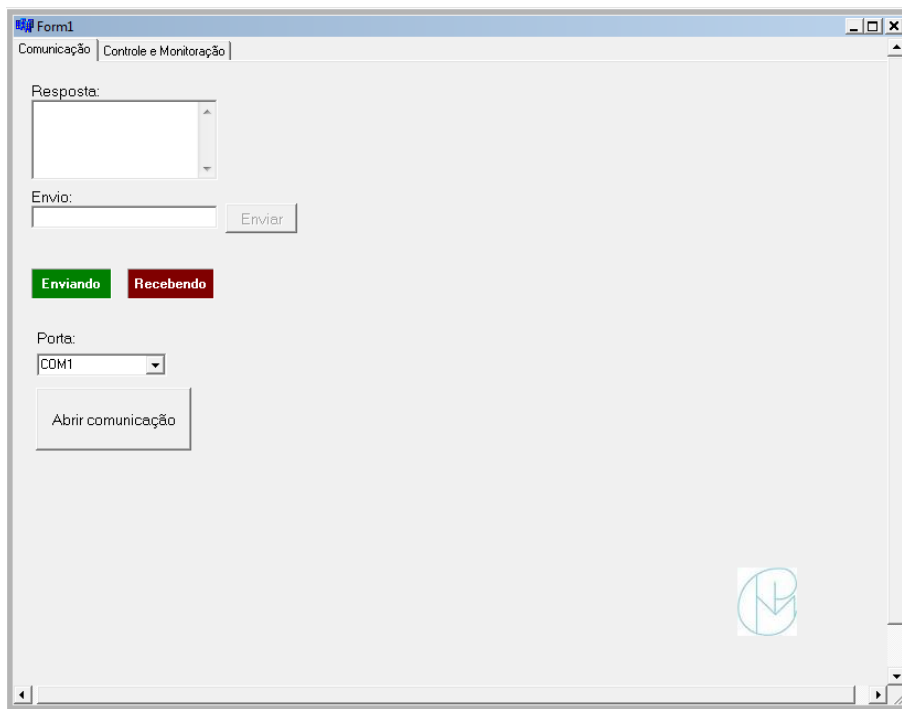 Form1
Comunicação Controle e Monitoração
Resposta:
Envio:
Enviar
Enviando Recebendo
Porta:
COM1
Abrir comunicação